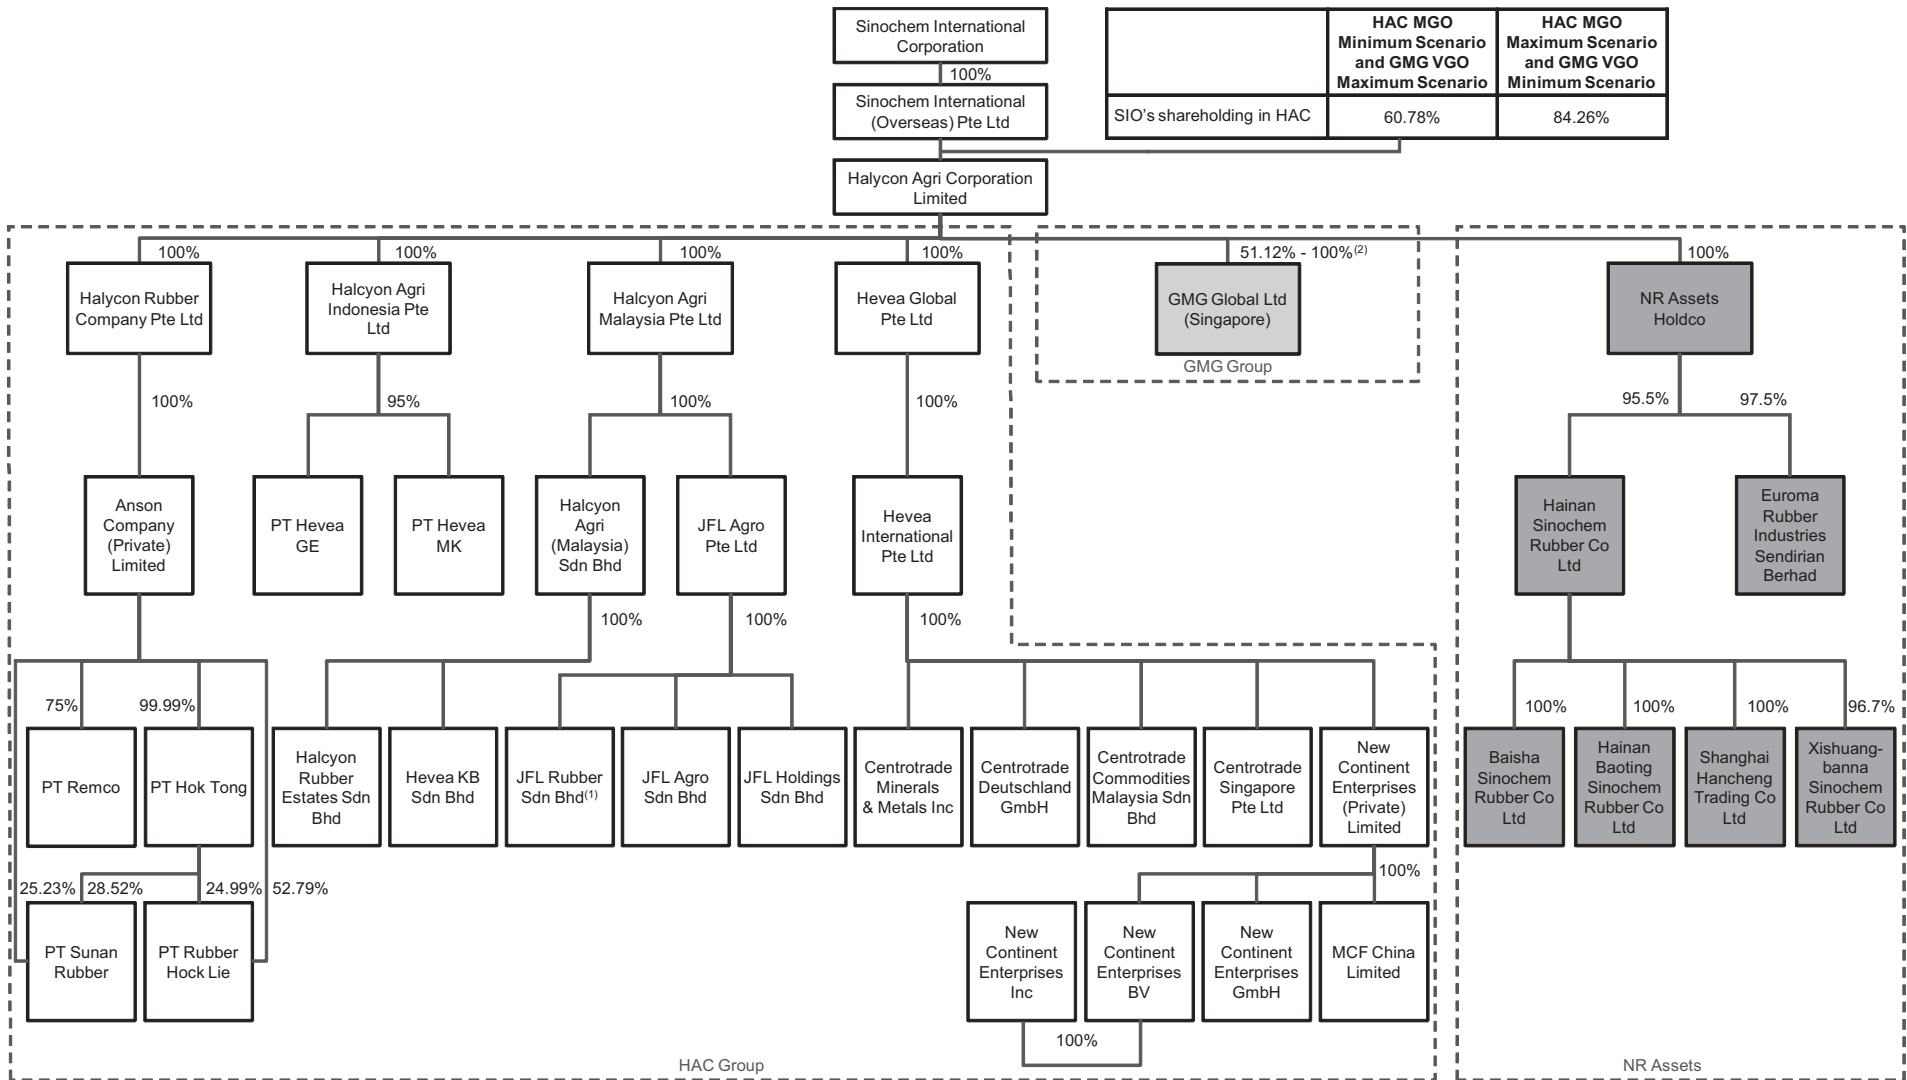 Sinochem International
Corporation
100%
Sinochem International
(Overseas) Pte Ltd
HAC MGO
Minimum Scenario
and GMG VGO
Maximum Scenario
HAC MGO
Maximum Scenario
and GMG VGO
Minimum Scenario
SIO's shareholding in HAC
60.78%
84.26%
Halycon Agri Corporation
Limited
100%
100%
100%
100%
51.12% - 100%(2)
100%
Halycon Rubber
Company Pte Ltd
Halcyon Agri
Indonesia Pte
Ltd
Halcyon Agri
Malaysia Pte Ltd
Hevea Global
Pte Ltd
GMG Global Ltd
(Singapore)
NR Assets
Holdco
GMG Group
100%
95%
100%
100%
95.5%
97.5%
Anson
Company
(Private)
Limited
PT Hevea
GE
PT Hevea
MK
Halcyon
Agri
(Malaysia)
Sdn Bhd
JFL Agro
Pte Ltd
Hevea
International
Pte Ltd
Hainan
Sinochem
Rubber Co
Ltd
Euroma
Rubber
Industries
Sendirian
Berhad
100%
100%
100%
75%
99.99%
100%
100%
100%
96.7%
PT Remco
PT Hok Tong
Halcyon
Rubber
Estates Sdn
Bhd
Hevea KB
Sdn Bhd
JFL Rubber
Sdn Bhd(1)
JFL Agro
Sdn Bhd
JFL Holdings
Sdn Bhd
Centrotrade
Minerals
& Metals Inc
Centrotrade
Deutschland
GmbH
Centrotrade
Commodities
Malaysia Sdn
Bhd
Centrotrade
Singapore
Pte Ltd
New
Continent
Enterprises
(Private)
Limited
Baisha
Sinochem
Rubber Co
Ltd
Hainan
Baoting
Sinochem
Rubber Co
Ltd
Shanghai
Hancheng
Trading Co
Ltd
Xishuang-
banna
Sinochem
Rubber Co
Ltd
25.23%
28.52%
24.99%
52.79%
100%
PT Sunan
Rubber
PT Rubber
Hock Lie
New
Continent
Enterprises
Inc
New
Continent
Enterprises
BV
New
Continent
Enterprises
GmbH
MCF China
Limited
100%
HAC Group
NR Assets